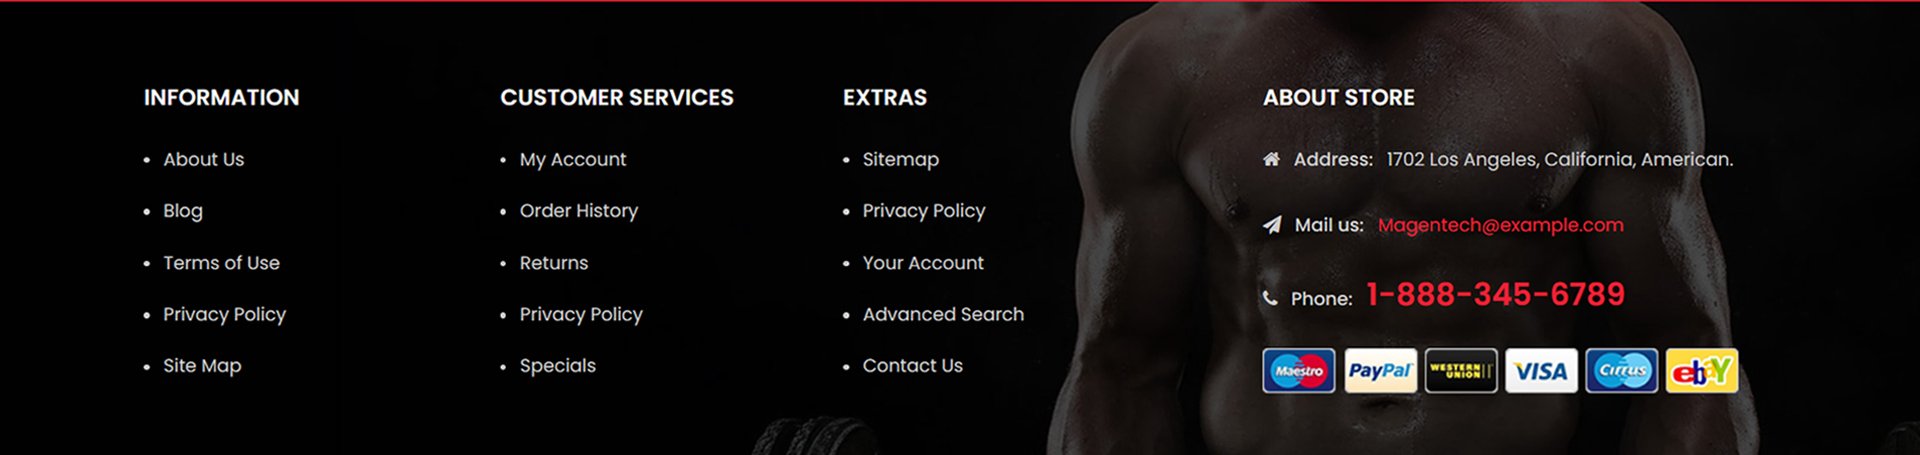 INFORMATION
About Us
Blog
Terms of Use
Privacy Policy
Site Map
CUSTOMER SERVICES
My Account
Order History
Returns
Privacy Policy
Specials
EXTRAS
Sitemap
Privacy Policy
Your Account
Advanced Search
Contact Us
ABOUT STORE
Address: 1702 Los Angeles, California, American.
Mail us: Magentech@example.com
Phone: 1-888-345-6789
Maestro PayPal WESTERN UNION VISA Cirrus ebY